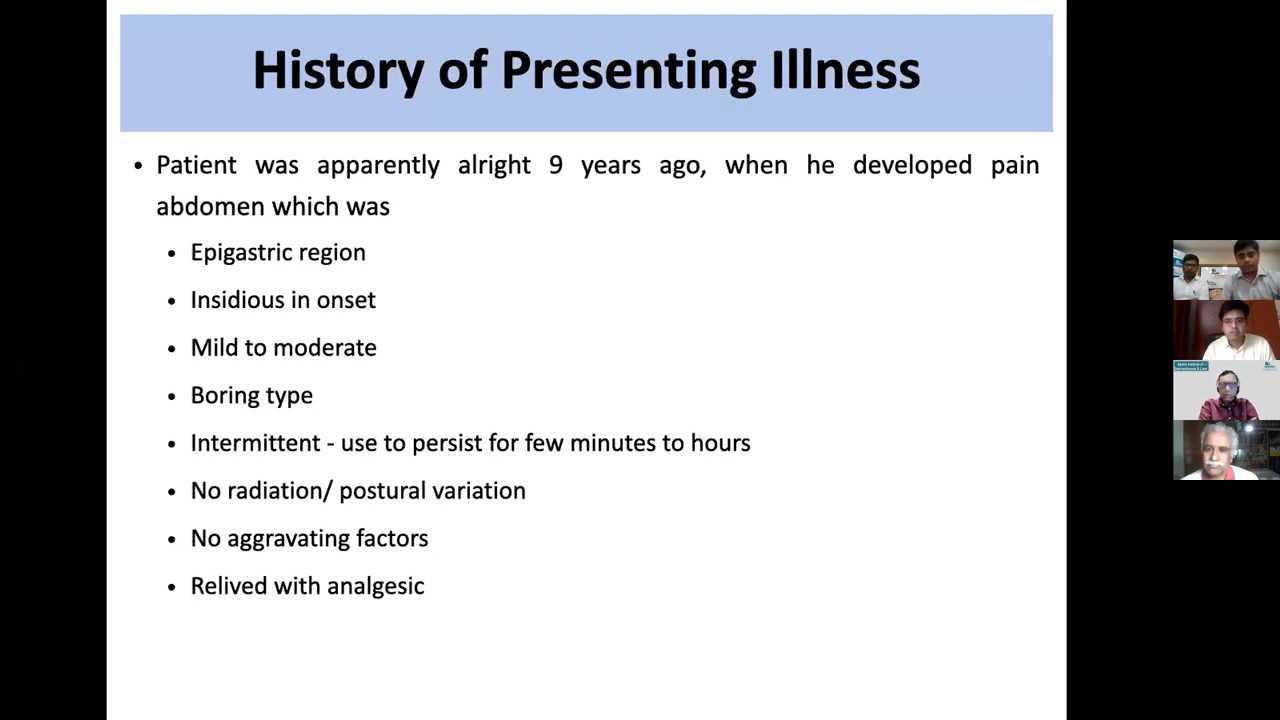 History of Presenting Illness
• Patient was apparently alright 9 years ago, when he developed pain
abdomen which was
• Epigastric region
• Insidious in onset
• Mild to moderate
• Boring type
• Intermittent - use to persist for few minutes to hours
• No radiation/ postural variation
• No aggravating factors
• Relived with analgesic